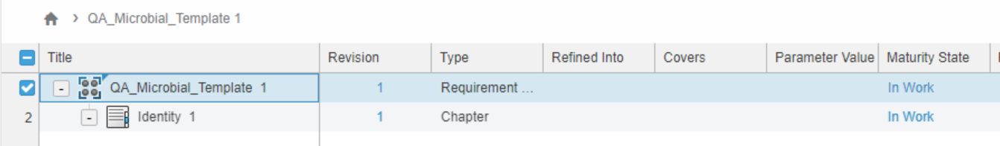 QA_Microbial_Template 1
Title Revision Type Refined Into Covers Parameter Value Maturity State
QA_Microbial_Template 1 1 Requirement ... In Work
2 Identity 1 1 Chapter In Work